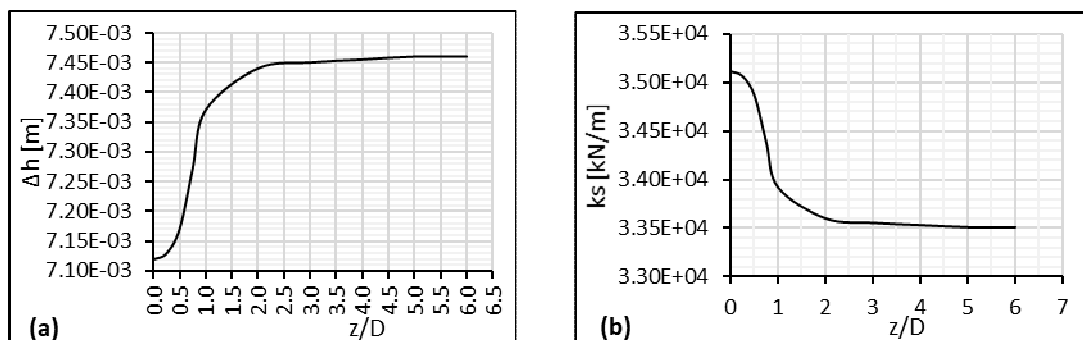 Δh [m]
7.50E-03
7.45E-03
7.40E-03
7.35E-03
7.30E-03
7.25E-03
7.20E-03
7.15E-03
7.10E-03
0.0 0.5 1.0 1.5 2.0 2.5 3.0 3.5 4.0 4.5 5.0 5.5 6.0 6.5
z/D
(a)
ks [kN/m]
3.55E+04
3.50E+04
3.45E+04
3.40E+04
3.35E+04
3.30E+04
0 1 2 3 4 5 6 7
z/D
(b)